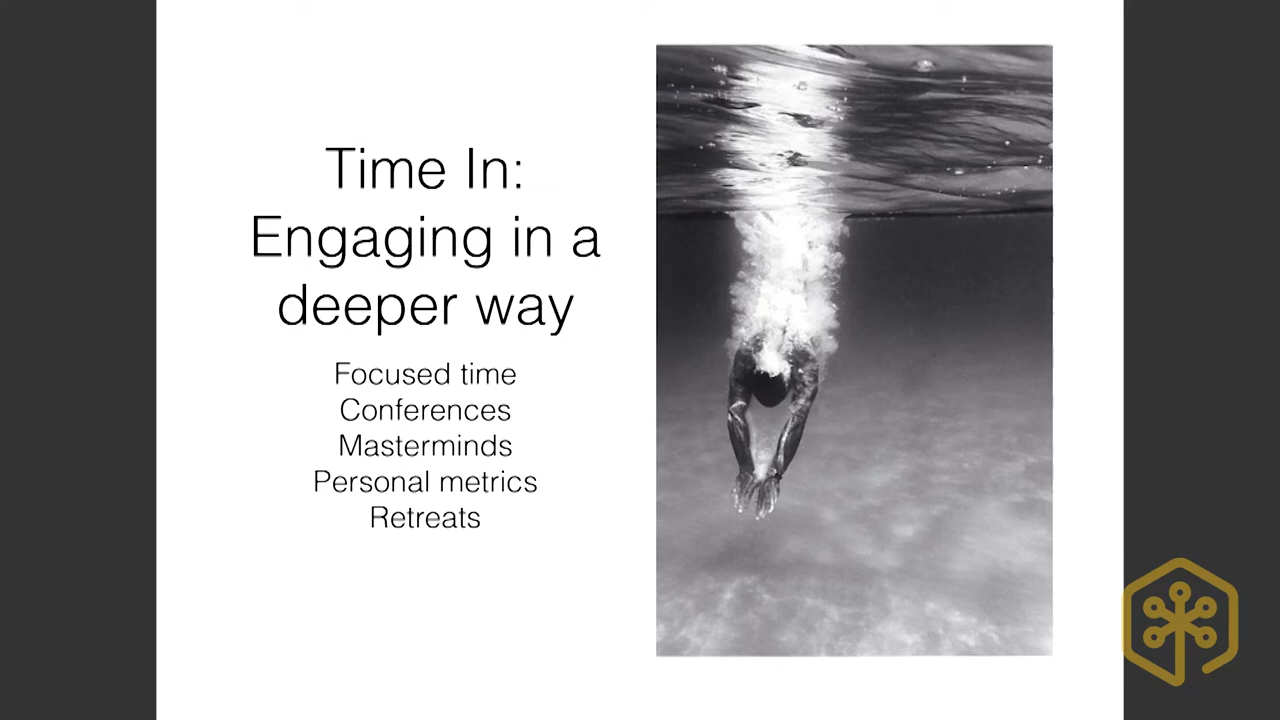 Time In:
Engaging in a
deeper way
Focused time
Conferences
Masterminds
Personal metrics
Retreats